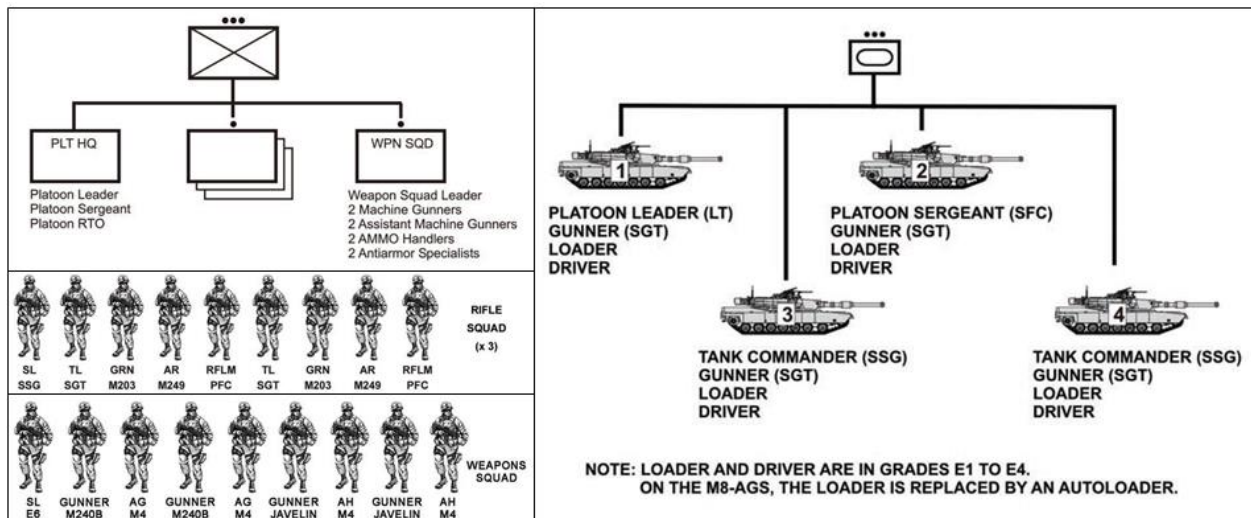 PLT HQ
WPN SQD
Platoon Leader
Platoon Sergeant
Platoon RTO
Weapon Squad Leader
2 Machine Gunners
2 Assistant Machine Gunners
2 AMMO Handlers
2 Antiarmor Specialists
RIFLE
SQUAD
(x 3)
SL TL GRN AR RFLM TL GRN AR RFLM
SSG SGT M203 M249 PFC SGT M203 M249 PFC
WEAPONS
SQUAD
SL GUNNER AG GUNNER AG GUNNER AH GUNNER AH
E6 M240B M4 M240B M4 JAVELIN M4 JAVELIN M4
1
PLATOON LEADER (LT)
GUNNER (SGT)
LOADER
DRIVER
2
PLATOON SERGEANT (SFC)
GUNNER (SGT)
LOADER
DRIVER
3
TANK COMMANDER (SSG)
GUNNER (SGT)
LOADER
DRIVER
4
TANK COMMANDER (SSG)
GUNNER (SGT)
LOADER
DRIVER
NOTE: LOADER AND DRIVER ARE IN GRADES E1 TO E4.
ON THE M8-AGS, THE LOADER IS REPLACED BY AN AUTOLOADER.